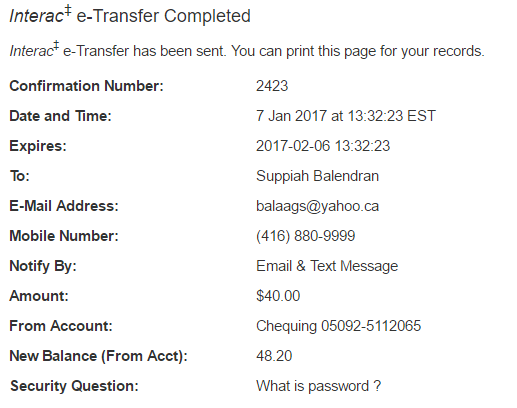 Interac‡ e-Transfer Completed
Interac‡ e-Transfer has been sent. You can print this page for your records.
Confirmation Number: 2423
Date and Time: 7 Jan 2017 at 13:32:23 EST
Expires: 2017-02-06 13:32:23
To: Suppiah Balendran
E-Mail Address: balaags@yahoo.ca
Mobile Number: (416) 880-9999
Notify By: Email & Text Message
Amount: $40.00
From Account: Chequing 05092-5112065
New Balance (From Acct): 48.20
Security Question: What is password ?